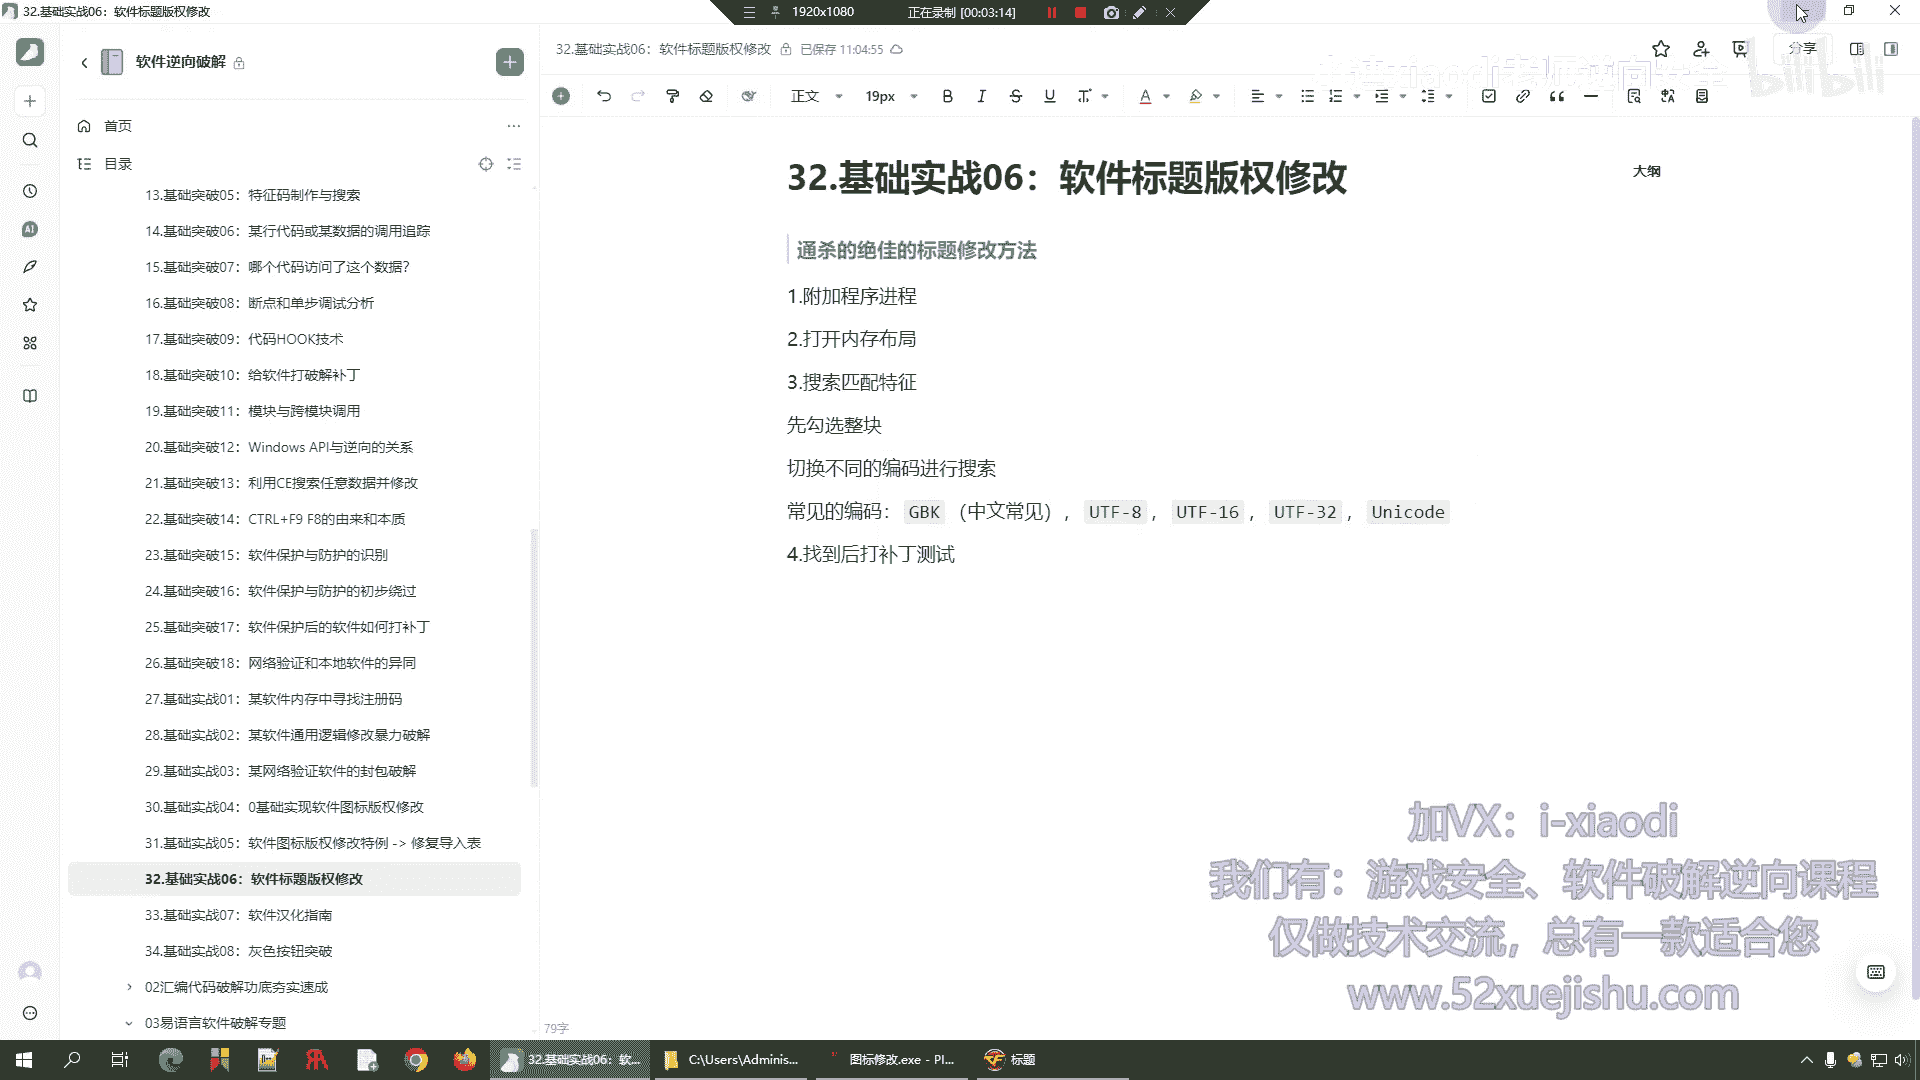 32.基础实战06：软件标题版权修改
1920x1080
正在录制 [00:03:14]
软件逆向破解
首页
目录
13.基础突破05：特征码制作与搜索
14.基础突破06：某行代码或某数据的调用追踪
15.基础突破07：哪个代码访问了这个数据?
16.基础突破08：断点和单步调试分析
17.基础突破09：代码HOOK技术
18.基础突破10：给软件打破解补丁
19.基础突破11：模块与跨模块调用
20.基础突破12：Windows API与逆向的关系
21.基础突破13：利用CE搜索任意数据并修改
22.基础突破14：CTRL+F9 F8的由来和本质
23.基础突破15：软件保护与防护的识别
24.基础突破16：软件保护与防护的初步绕过
25.基础突破17：软件保护后的软件如何打补丁
26.基础突破18：网络验证和本地软件的异同
27.基础实战01：某软件内存中寻找注册码
28.基础实战02：某软件通用逻辑修改暴力破解
29.基础实战03：某网络验证软件的封包破解
30.基础实战04：0基础实现软件图标版权修改
31.基础实战05：软件图标版权修改特例 -> 修复导入表
32.基础实战06：软件标题版权修改
33.基础实战07：软件汉化指南
34.基础实战08：灰色按钮突破
02汇编代码破解功底夯实速成
03易语言软件破解专题
32.基础实战06：软件标题版权修改 已保存 11:04:55
分享
bilibili
正文 19px
32.基础实战06：软件标题版权修改
大纲
通杀的绝佳的标题修改方法
1.附加程序进程
2.打开内存布局
3.搜索匹配特征
先勾选整块
切换不同的编码进行搜索
常见的编码： GBK （中文常见）, UTF-8 , UTF-16 , UTF-32 , Unicode
4.找到后打补丁测试
加VX：i-xiaodi
我们有：游戏安全、软件破解逆向课程
仅做技术交流，总有一款适合您
www.52xuejishu.com
79字
32.基础实战06：软...
C:\Users\Adminis...
图标修改.exe - PI...
标题